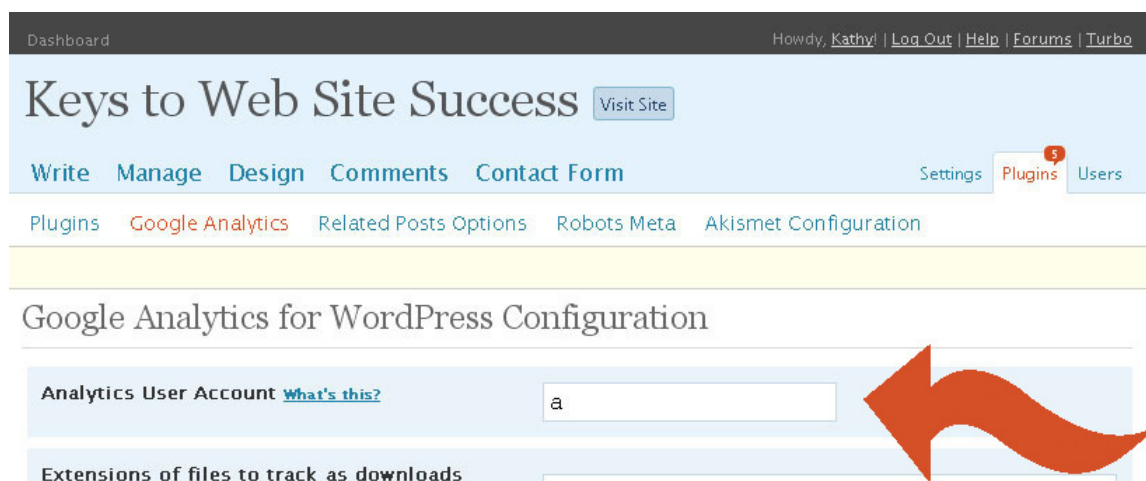 Dashboard Howdy, Kathy! | Log Out | Help | Forums | Turbo
Keys to Web Site Success Visit Site
Write Manage Design Comments Contact Form Settings Plugins 5 Users
Plugins Google Analytics Related Posts Options Robots Meta Akismet Configuration
Google Analytics for WordPress Configuration
Analytics User Account What's this? a
Extensions of files to track as downloads